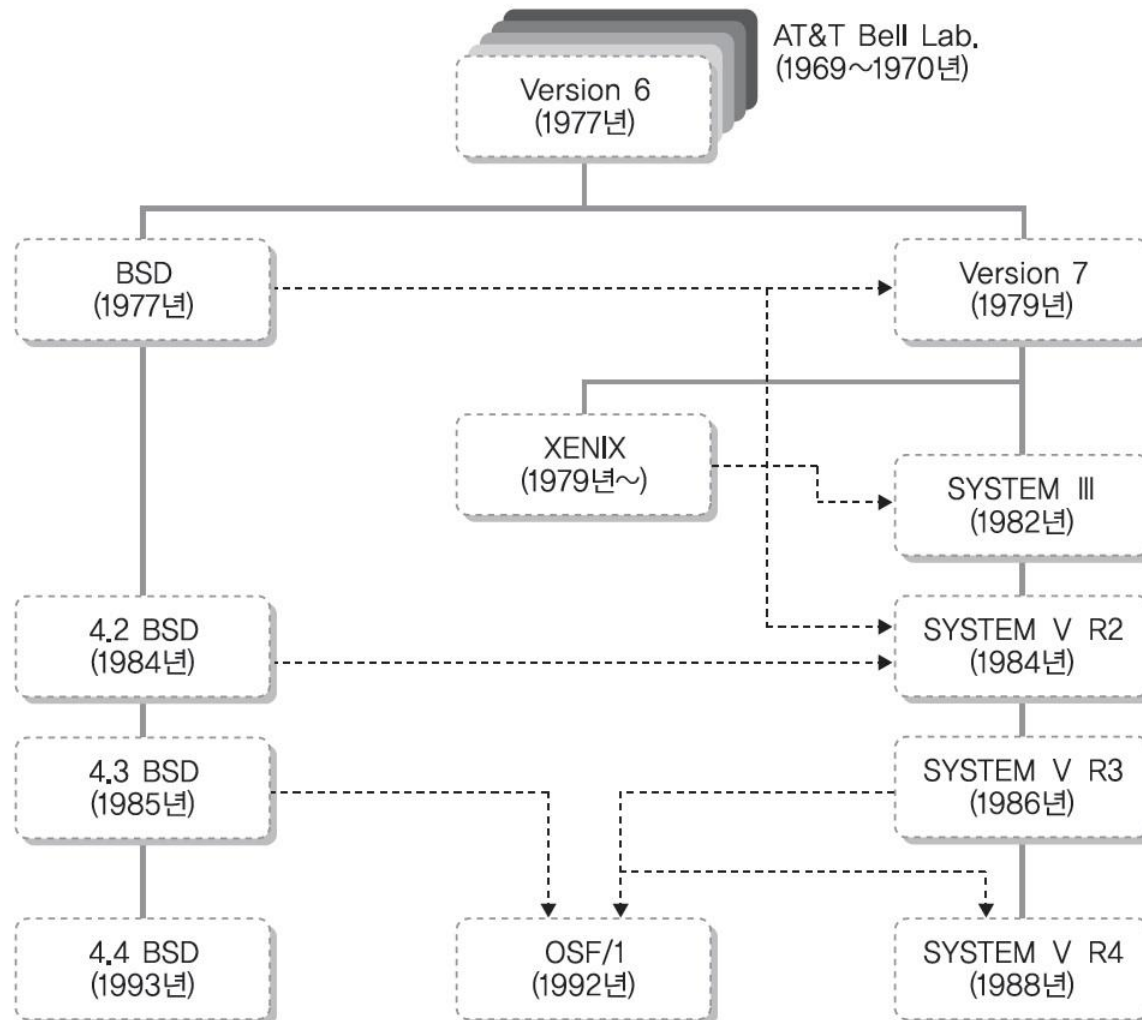 AT&T Bell Lab.
(1969~1970년)
Version 6
(1977년)
BSD
(1977년)
Version 7
(1979년)
XENIX
(1979년~)
SYSTEM Ⅲ
(1982년)
4.2 BSD
(1984년)
SYSTEM V R2
(1984년)
4.3 BSD
(1985년)
SYSTEM V R3
(1986년)
4.4 BSD
(1993년)
OSF/1
(1992년)
SYSTEM V R4
(1988년)